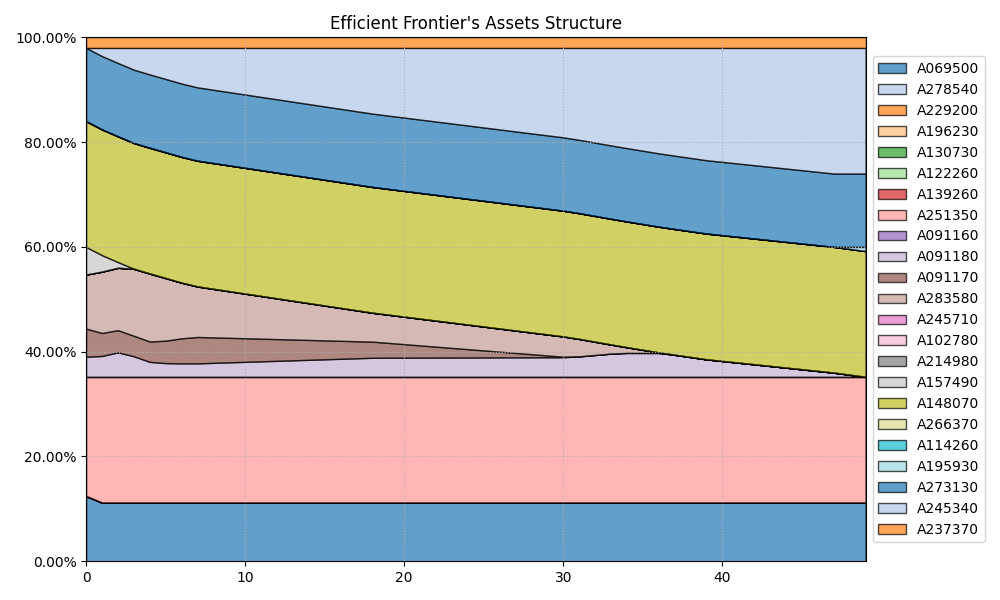 Efficient Frontier's Assets Structure
100.00%
80.00%
60.00%
40.00%
20.00%
0.00%
0
10
20
30
40
A069500
A278540
A229200
A196230
A130730
A122260
A139260
A251350
A091160
A091180
A091170
A283580
A245710
A102780
A214980
A157490
A148070
A266370
A114260
A195930
A273130
A245340
A237370